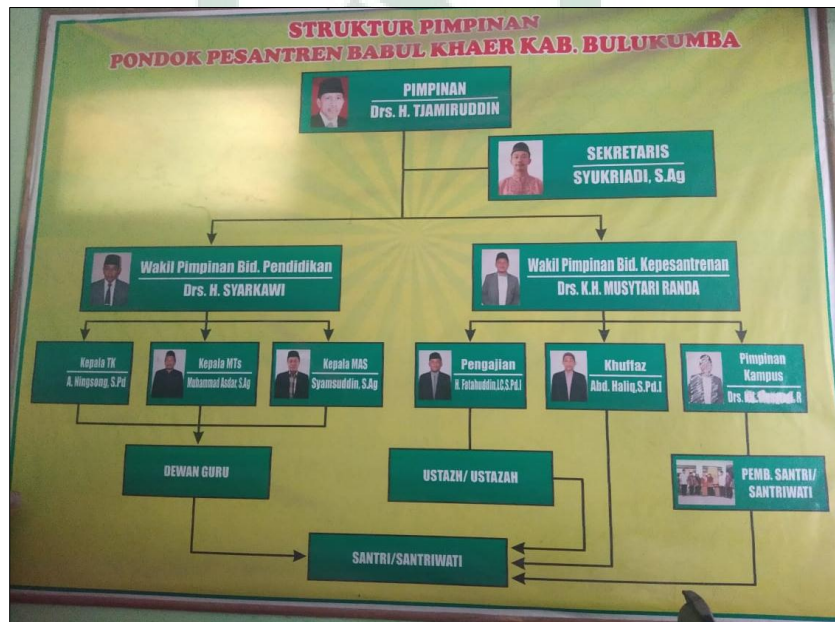 STRUKTUR PIMPINAN
PONDOK PESANTREN BABUL KHAER KAB. BULUKUMBA
PIMPINAN
Drs. H. TJAMIRUDDIN
SEKRETARIS
SYUKRIADI, S.Ag
Wakil Pimpinan Bid. Pendidikan
Drs. H. SYARKAWI
Wakil Pimpinan Bid. Kepesantrenan
Drs. K.H. MUSYTARI RANDA
Kepala TK
A. Ningsong, S.Pd
Kepala MTs
Muhammad Asdar, S.Ag
Kepala MAS
Syamsuddin, S.Ag
Pengajian
H. Fatahuddin,LC,S.Pd.I
Khuffaz
Abd. Haliq,S.Pd.I
Pimpinan
Kampus
Drs.
DEWAN GURU
USTAZH/ USTAZAH
PEMB. SANTRI/
SANTRIWATI
SANTRI/SANTRIWATI